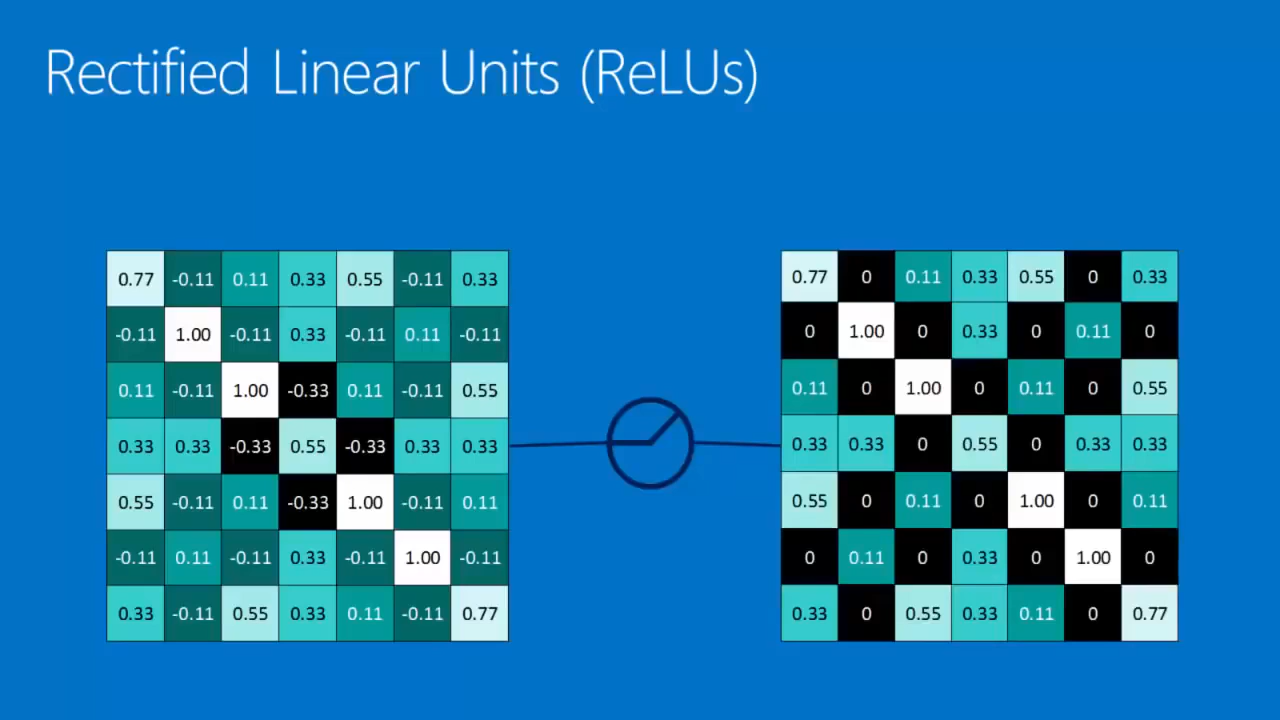 Rectified Linear Units (ReLUs)
0.77 -0.11 0.11 0.33 0.55 -0.11 0.33
-0.11 1.00 -0.11 0.33 -0.11 0.11 -0.11
0.11 -0.11 1.00 -0.33 0.11 -0.11 0.55
0.33 0.33 -0.33 0.55 -0.33 0.33 0.33
0.55 -0.11 0.11 -0.33 1.00 -0.11 0.11
-0.11 0.11 -0.11 0.33 -0.11 1.00 -0.11
0.33 -0.11 0.55 0.33 0.11 -0.11 0.77
0.77 0 0.11 0.33 0.55 0 0.33
0 1.00 0 0.33 0 0.11 0
0.11 0 1.00 0 0.11 0 0.55
0.33 0.33 0 0.55 0 0.33 0.33
0.55 0 0.11 0 1.00 0 0.11
0 0.11 0 0.33 0 1.00 0
0.33 0 0.55 0.33 0.11 0 0.77